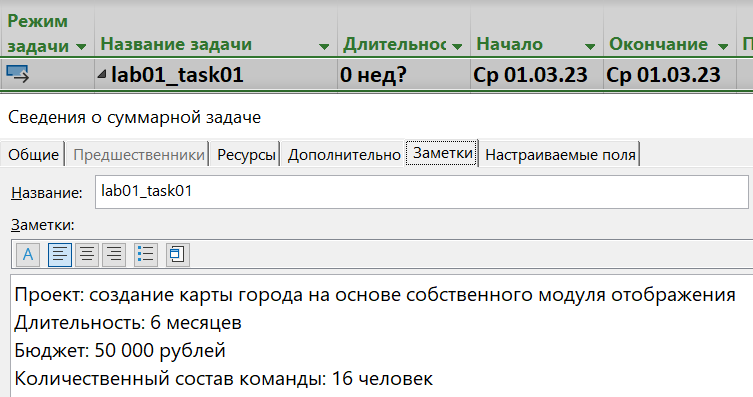 Режим задачи Название задачи Длительнос Начало Окончание П
lab01_task01 0 нед? Ср 01.03.23 Ср 01.03.23
Сведения о суммарной задаче
Общие Предшественники Ресурсы Дополнительно Заметки Настраиваемые поля
Название: lab01_task01
Заметки:
A
Проект: создание карты города на основе собственного модуля отображения
Длительность: 6 месяцев
Бюджет: 50 000 рублей
Количественный состав команды: 16 человек